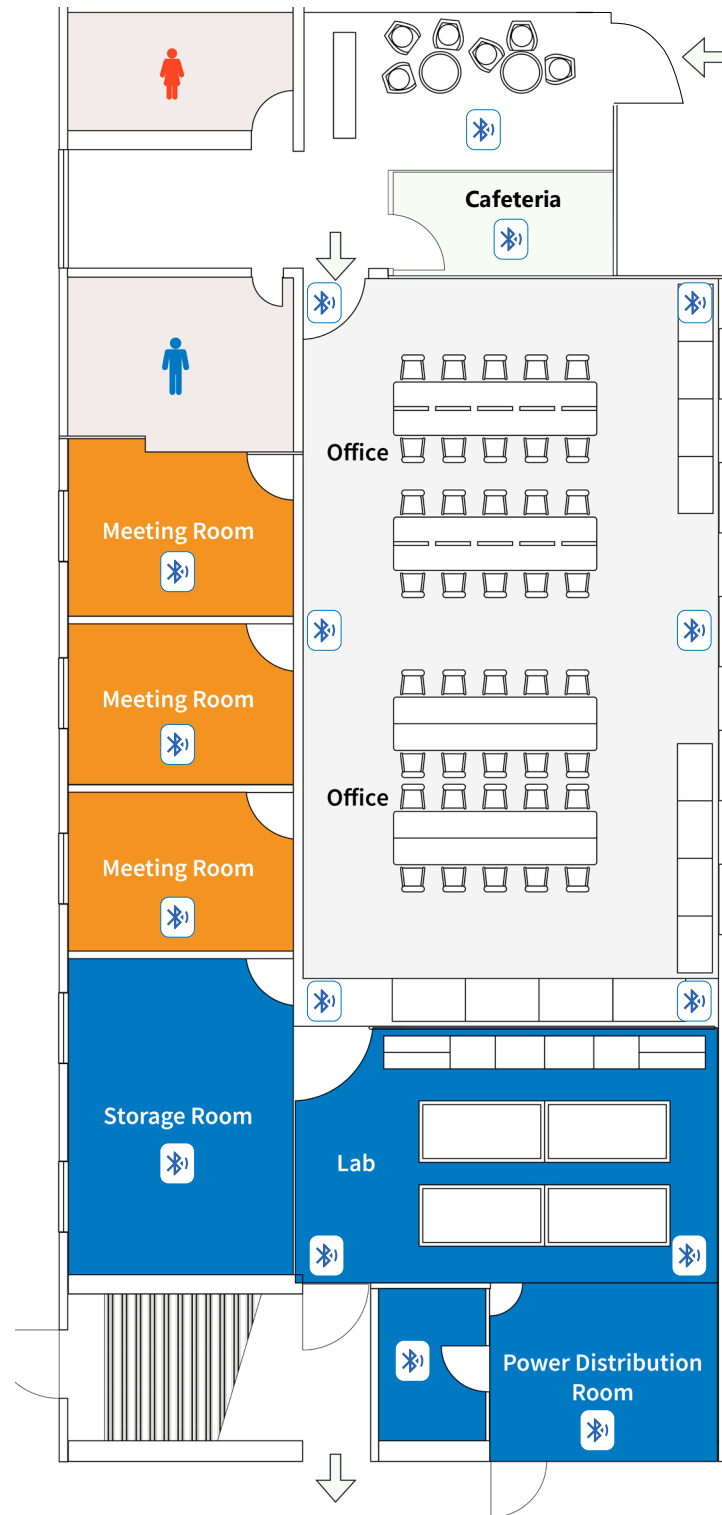 Cafeteria
Office
Meeting Room
Meeting Room
Office
Meeting Room
Storage Room
Lab
Power Distribution
Room